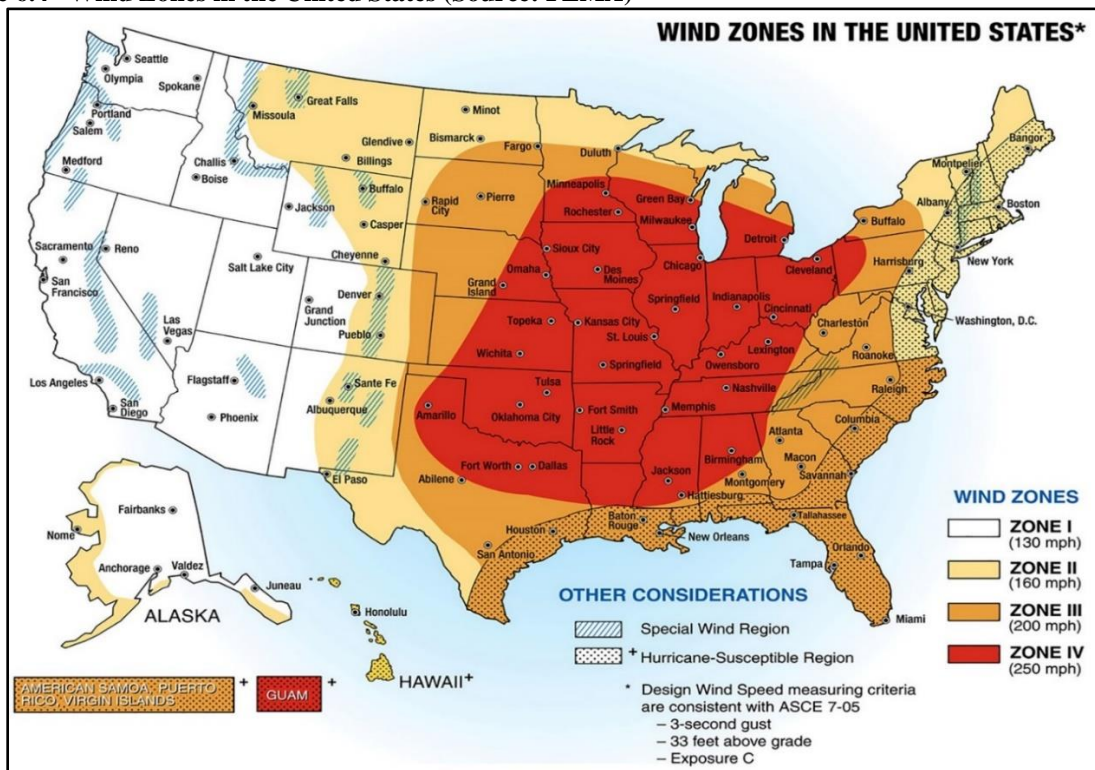 WIND ZONES IN THE UNITED STATES*
Seattle
Olympia
Spokane
Portland
Salem
Medford
Missoula
Great Falls
Glendive
Billings
Challis
Boise
Jackson
Buffalo
Casper
Cheyenne
Minot
Bismarck
Fargo
Duluth
Rapid
City
Pierre
Minneapolis
Rochester
Green Bay
Milwaukee
Detroit
Buffalo
Albany
Montpelier
Bangor
Boston
New York
Harrisburg
Washington, D.C.
Sacramento
San
Francisco
Reno
Las
Vegas
Los Angeles
San
Diego
Salt Lake City
Grand
Junction
Denver
Pueblo
Flagstaff
Phoenix
Sante Fe
Albuquerque
El Paso
Sioux City
Omaha
Grand
Island
Des
Moines
Chicago
Cleveland
Topeka
Kansas City
Springfield
Indianapolis
Cincinnati
St. Louis
Wichita
Springfield
Owensboro
Lexington
Charleston
Roanoke
Raleigh
Nashville
Amarillo
Tulsa
Oklahoma City
Fort Smith
Memphis
Little
Rock
Atlanta
Columbia
Macon
Savannah
Birmingham
Montgomery
Fort Worth
Dallas
Abilene
Jackson
Hattiesburg
Houston
San Antonio
Baton
Rouge
New Orleans
Tallahassee
Orlando
Tampa
Miami
Fairbanks
Nome
Anchorage
Valdez
Juneau
ALASKA
Honolulu
HAWAII+
AMERICAN SAMOA, PUERTO
RICO, VIRGIN ISLANDS
+
GUAM
+
OTHER CONSIDERATIONS
Special Wind Region
+ Hurricane-Susceptible Region
* Design Wind Speed measuring criteria
are consistent with ASCE 7-05
– 3-second gust
– 33 feet above grade
– Exposure C
WIND ZONES
ZONE I
(130 mph)
ZONE II
(160 mph)
ZONE III
(200 mph)
ZONE IV
(250 mph)